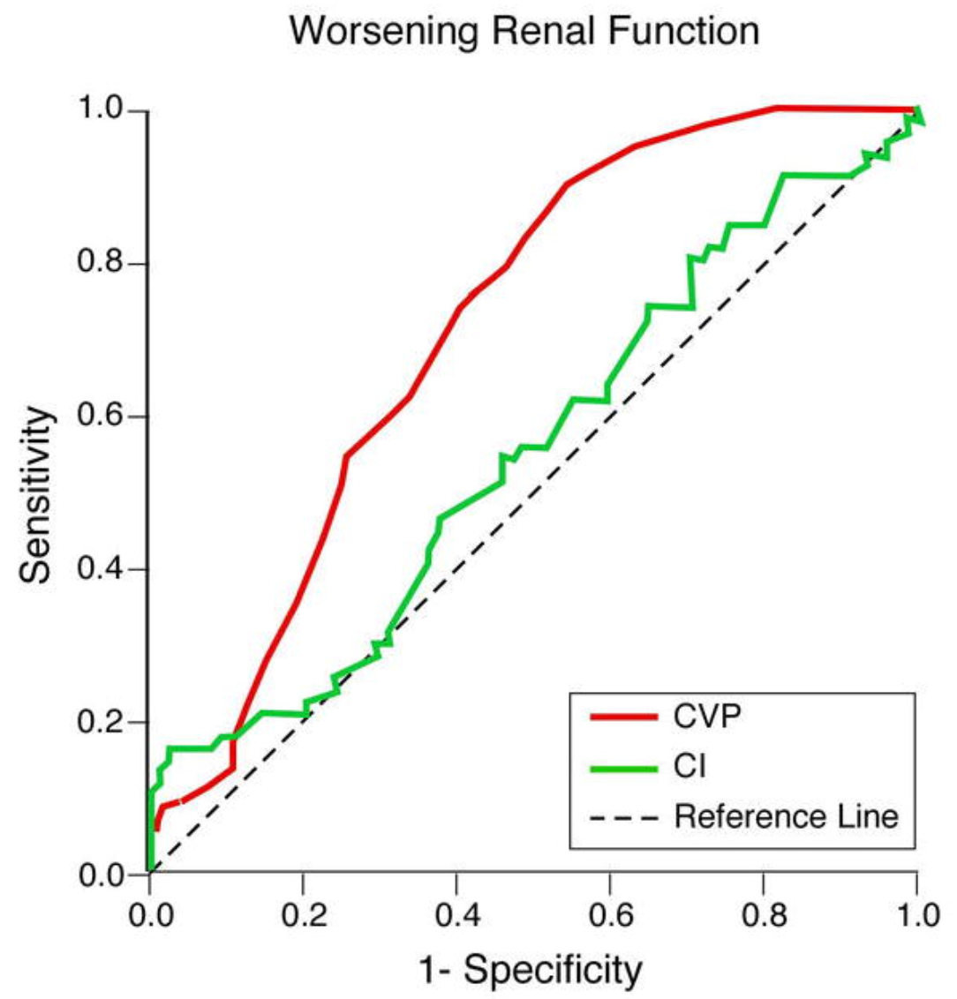 Worsening Renal Function
1.0
0.8
0.6
0.4
0.2
0.0
Sensitivity
0.0 0.2 0.4 0.6 0.8 1.0
1- Specificity
CVP
CI
Reference Line